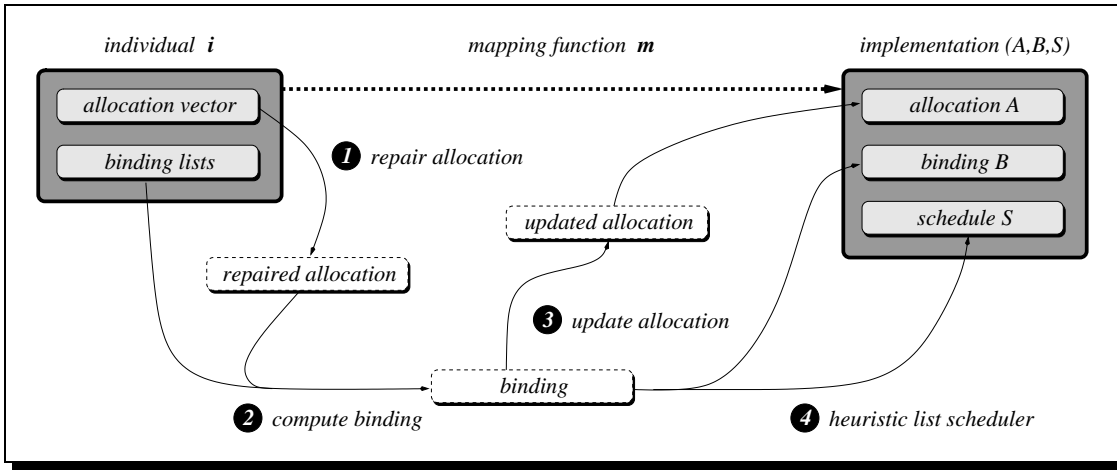 individual i
mapping function m
implementation (A,B,S)
allocation vector
allocation A
binding lists
1 repair allocation
binding B
updated allocation
schedule S
repaired allocation
3 update allocation
binding
2 compute binding
4 heuristic list scheduler